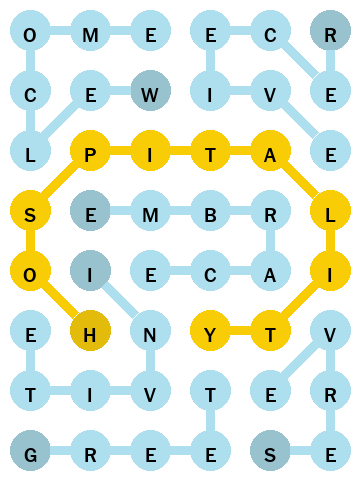 O M E E C R
C E W I V E
L P I T A E
S E M B R L
O I E C A I
E H N Y T V
T I V T E R
G R E E S E